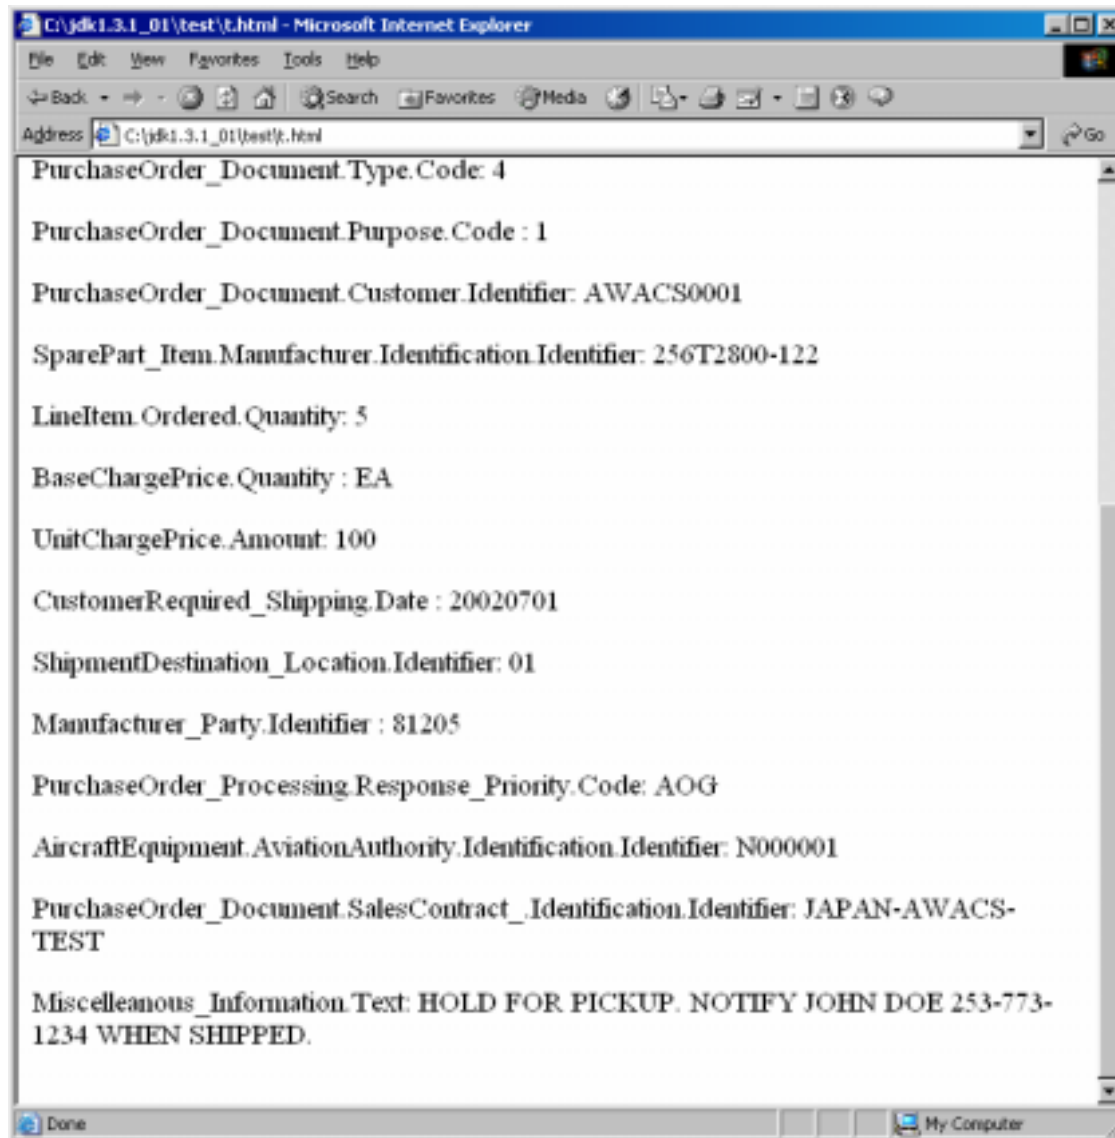 C:\jdk1.3.1_01\test\t.html - Microsoft Internet Explorer
File Edit View Favorites Tools Help
Back Search Favorites Media
Address C:\jdk1.3.1_01\test\t.html Go
PurchaseOrder_Document.Type.Code: 4
PurchaseOrder_Document.Purpose.Code : 1
PurchaseOrder_Document.Customer.Identifier: AWACS0001
SparePart_Item.Manufacturer.Identification.Identifier: 256T2800-122
LineItem.Ordered.Quantity: 5
BaseChargePrice.Quantity : EA
UnitChargePrice.Amount: 100
CustomerRequired_Shipping.Date : 20020701
ShipmentDestination_Location.Identifier: 01
Manufacturer_Party.Identifier : 81205
PurchaseOrder_Processing.Response_Priority.Code: AOG
AircraftEquipment.AviationAuthority.Identification.Identifier: N000001
PurchaseOrder_Document.SalesContract_.Identification.Identifier: JAPAN-AWACS-
TEST
Miscelleanous_Information.Text: HOLD FOR PICKUP. NOTIFY JOHN DOE 253-773-
1234 WHEN SHIPPED.
Done My Computer